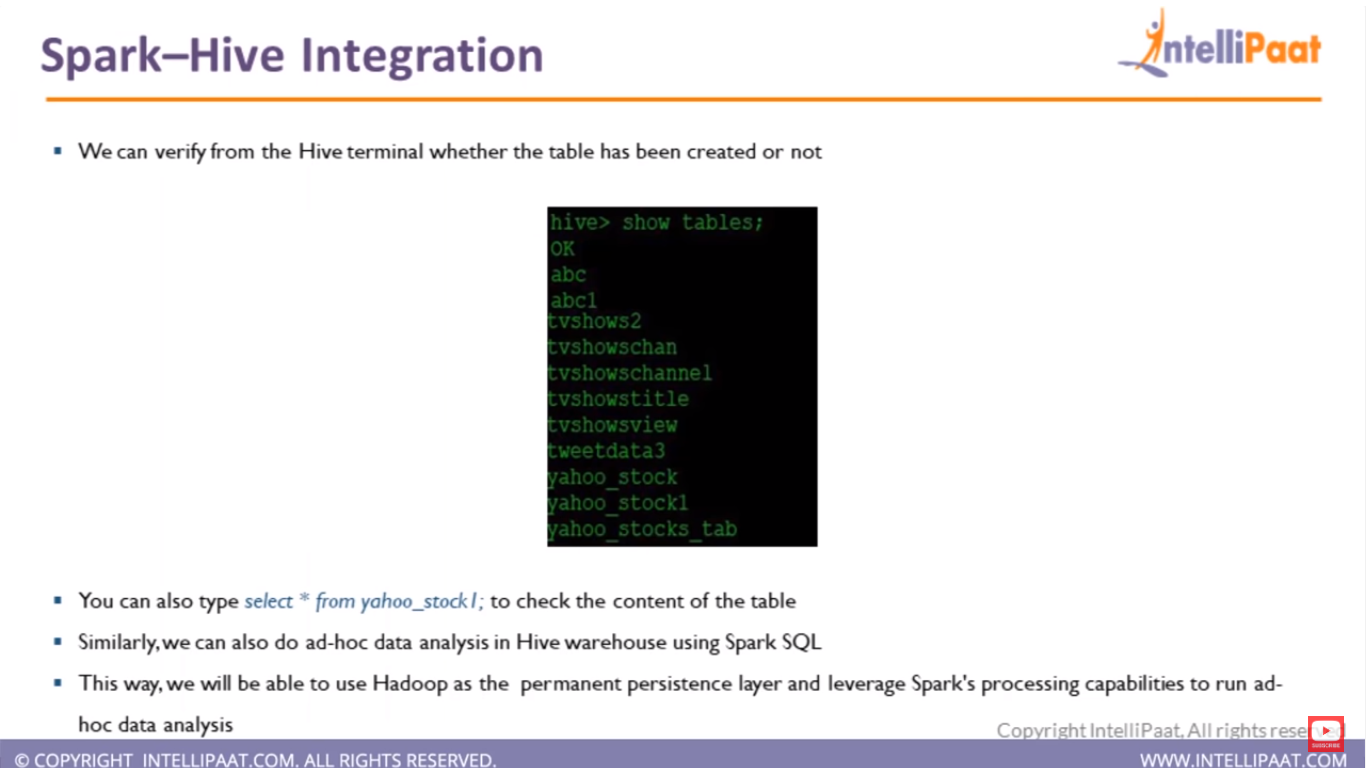 Spark–Hive Integration
IntelliPaat
We can verify from the Hive terminal whether the table has been created or not
hive> show tables;
OK
abc
abc1
tvshows2
tvshowschan
tvshowschannel
tvshowstitle
tvshowsview
tweetdata3
yahoo_stock
yahoo_stock1
yahoo_stocks_tab
You can also type select * from yahoo_stock1; to check the content of the table
Similarly, we can also do ad-hoc data analysis in Hive warehouse using Spark SQL
This way, we will be able to use Hadoop as the permanent persistence layer and leverage Spark's processing capabilities to run ad-
hoc data analysis
Copyright IntelliPaat, All rights
SUBSCRIBE
© COPYRIGHT INTELLIPAAT.COM. ALL RIGHTS RESERVED.
WWW.INTELLIPAAT.COM